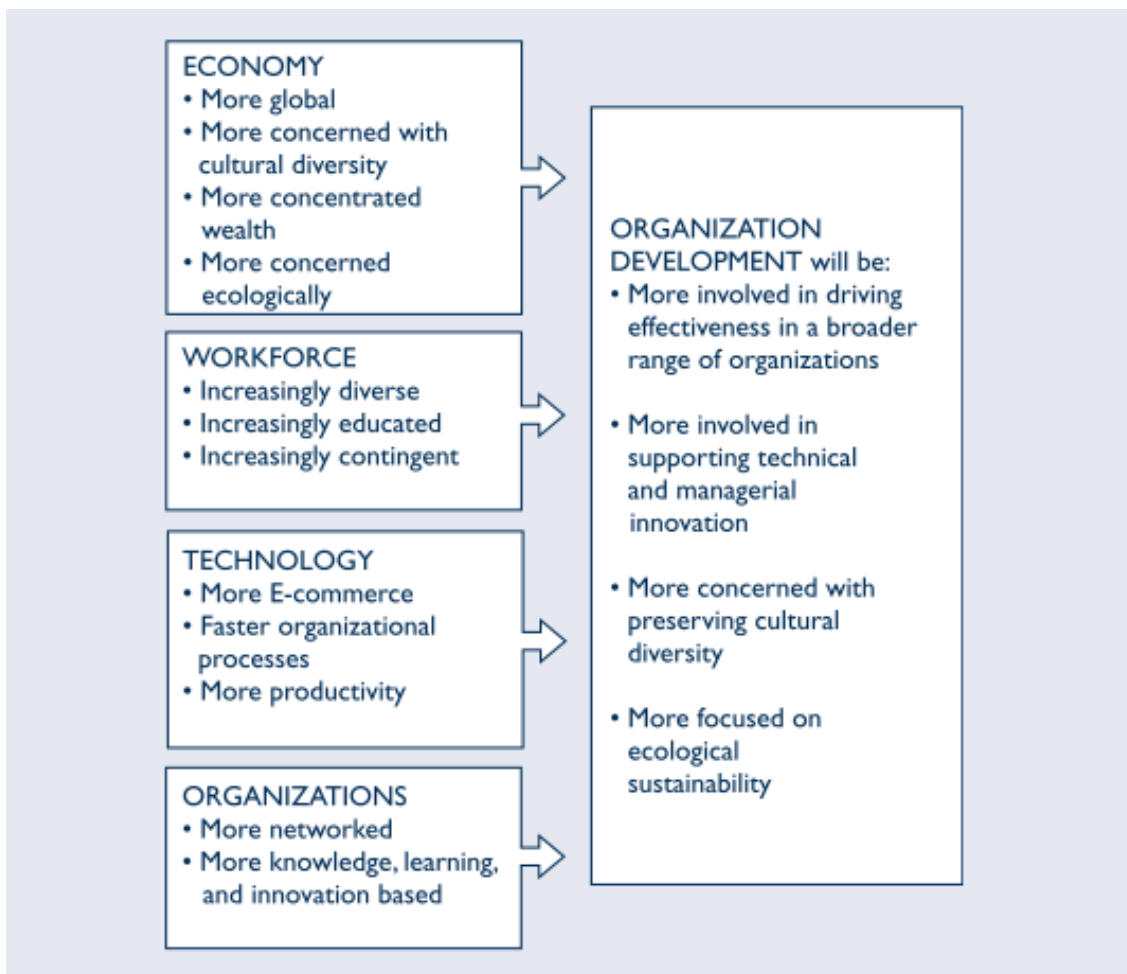 ECONOMY
• More global
• More concerned with
cultural diversity
• More concentrated
wealth
• More concerned
ecologically
WORKFORCE
• Increasingly diverse
• Increasingly educated
• Increasingly contingent
TECHNOLOGY
• More E-commerce
• Faster organizational
processes
• More productivity
ORGANIZATIONS
• More networked
• More knowledge, learning,
and innovation based
ORGANIZATION
DEVELOPMENT will be:
• More involved in driving
effectiveness in a broader
range of organizations
• More involved in
supporting technical
and managerial
innovation
• More concerned with
preserving cultural
diversity
• More focused on
ecological
sustainability